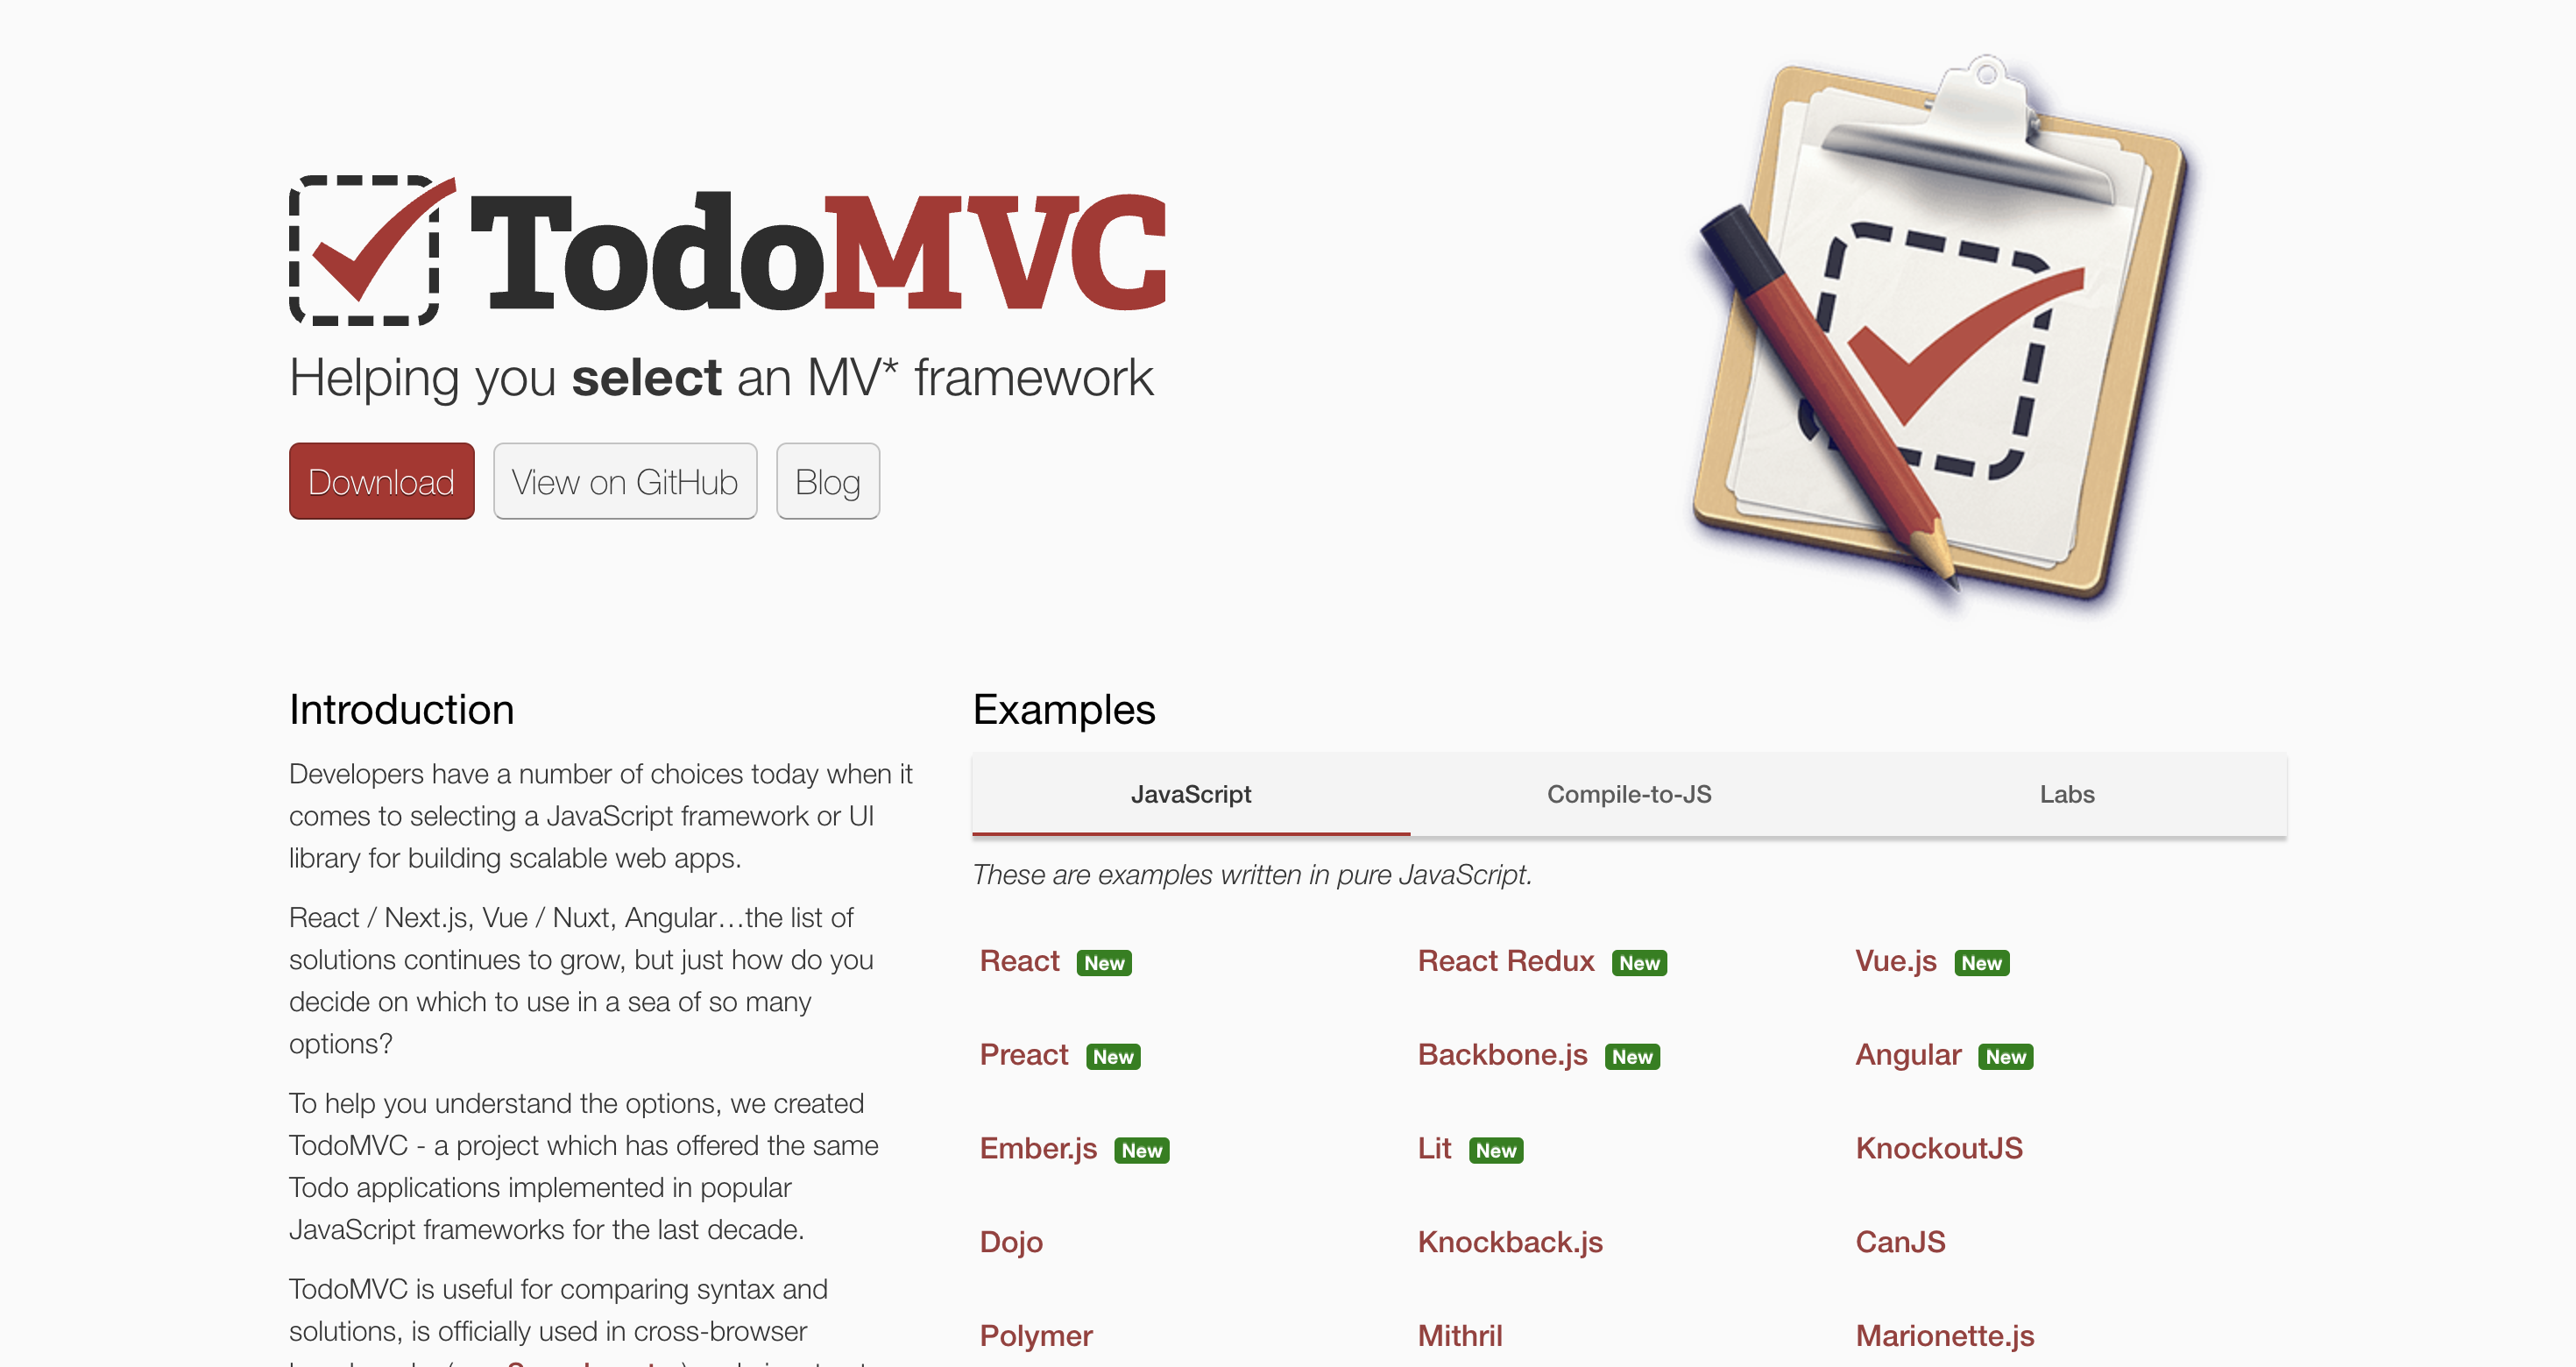 TodoMVC
Helping you select an MV* framework
Download
View on GitHub
Blog
Introduction
Developers have a number of choices today when it
comes to selecting a JavaScript framework or UI
library for building scalable web apps.
React / Next.js, Vue / Nuxt, Angular…the list of
solutions continues to grow, but just how do you
decide on which to use in a sea of so many
options?
To help you understand the options, we created
TodoMVC - a project which has offered the same
Todo applications implemented in popular
JavaScript frameworks for the last decade.
TodoMVC is useful for comparing syntax and
solutions, is officially used in cross-browser
Examples
JavaScript
Compile-to-JS
Labs
These are examples written in pure JavaScript.
React New
React Redux New
Vue.js New
Preact New
Backbone.js New
Angular New
Ember.js New
Lit New
KnockoutJS
Dojo
Knockback.js
CanJS
Polymer
Mithril
Marionette.js